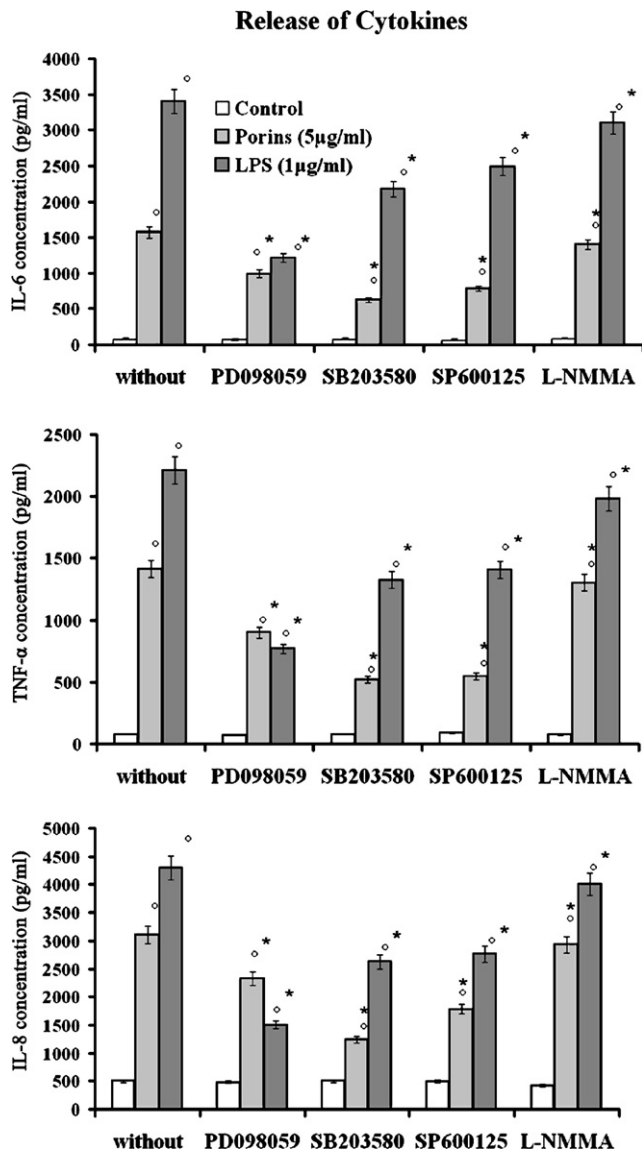 Release of Cytokines
IL-6 concentration (pg/ml)
4000
3500
3000
2500
2000
1500
1000
500
0
Control
Porins (5µg/ml)
LPS (1µg/ml)
without PD098059 SB203580 SP600125 L-NMMA
TNF-α concentration (pg/ml)
2500
2000
1500
1000
500
0
without PD098059 SB203580 SP600125 L-NMMA
IL-8 concentration (pg/ml)
5000
4500
4000
3500
3000
2500
2000
1500
1000
500
0
without PD098059 SB203580 SP600125 L-NMMA